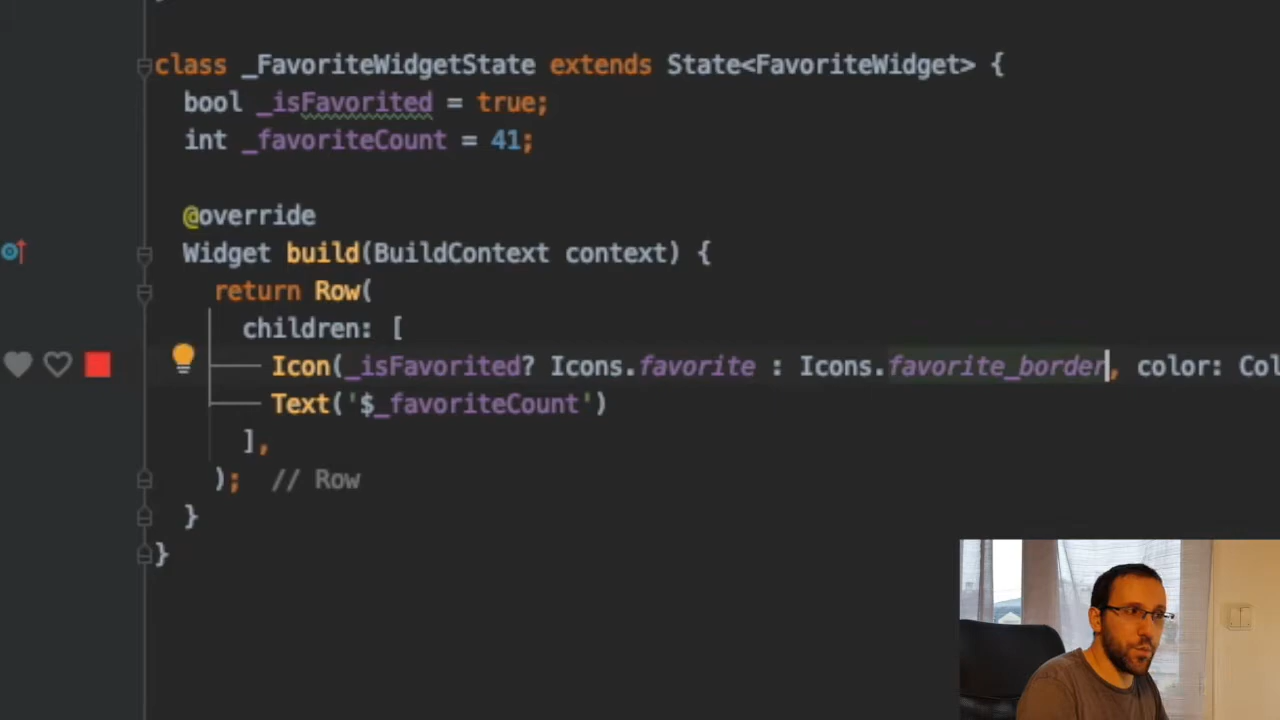 class _FavoriteWidgetState extends State<FavoriteWidget> {
bool _isFavorited = true;
int _favoriteCount = 41;
@override
Widget build(BuildContext context) {
return Row(
children: [
Icon(_isFavorited? Icons.favorite : Icons.favorite_border, color: Col
Text('$_favoriteCount')
],
); // Row
}
}